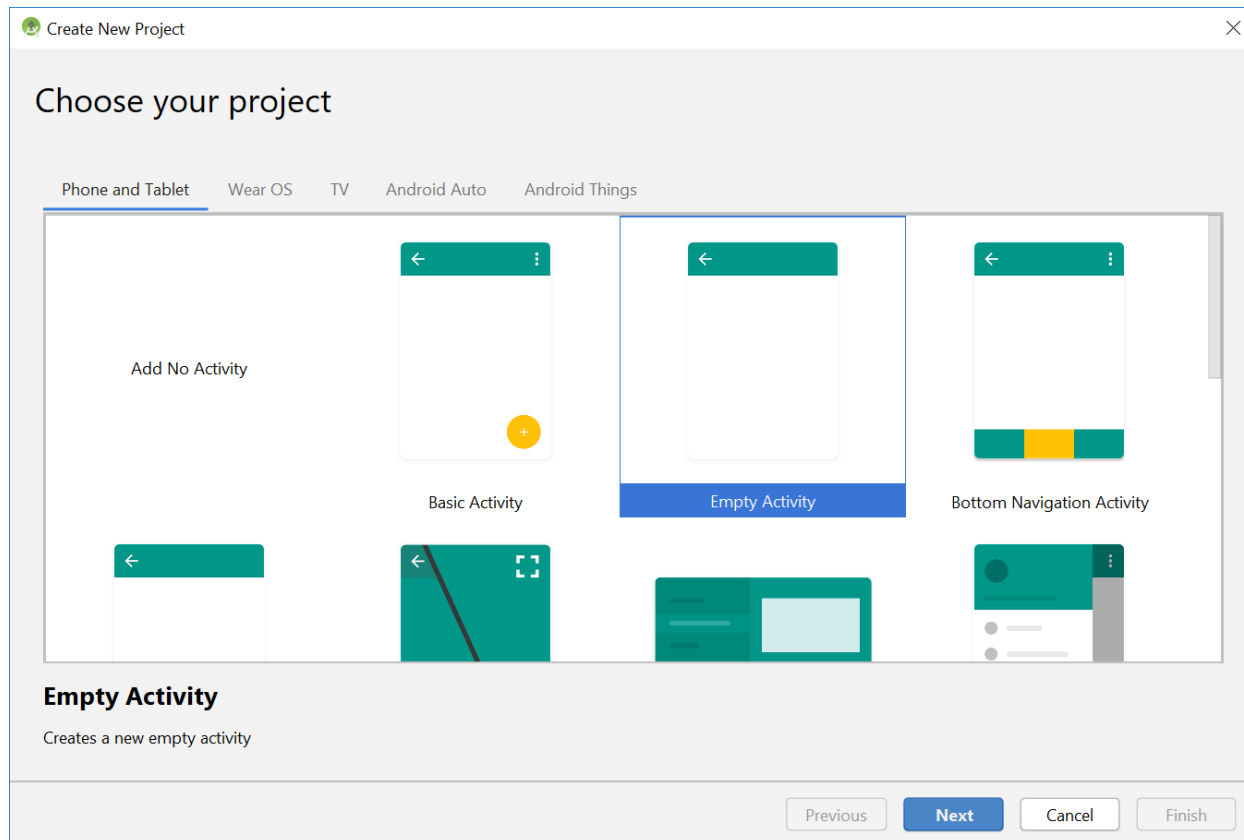 Create New Project
Choose your project
Phone and Tablet Wear OS TV Android Auto Android Things
Add No Activity
Basic Activity Empty Activity Bottom Navigation Activity
Empty Activity
Creates a new empty activity
Previous Next Cancel Finish